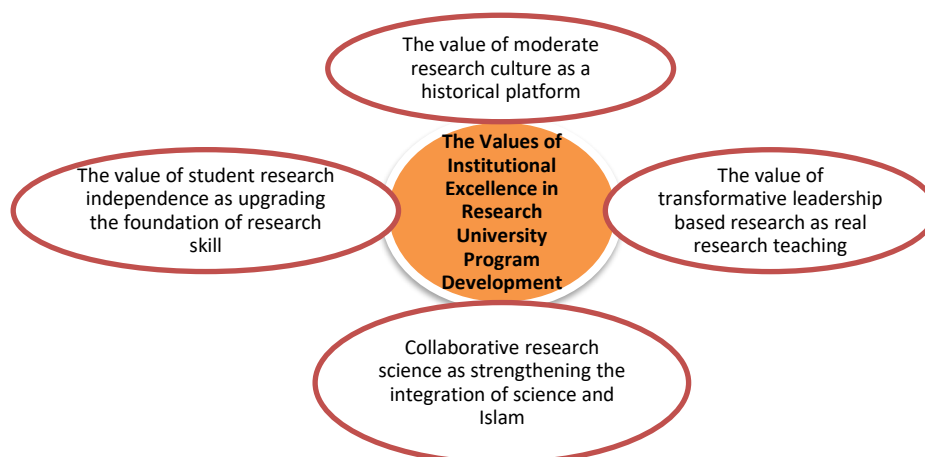 The value of moderate
research culture as a
historical platform
The Values of
Institutional
Excellence in
Research
University
Program
Development
The value of student research
independence as upgrading
the foundation of research
skill
The value of
transformative leadership
based research as real
research teaching
Collaborative research
science as strengthening the
integration of science and
Islam